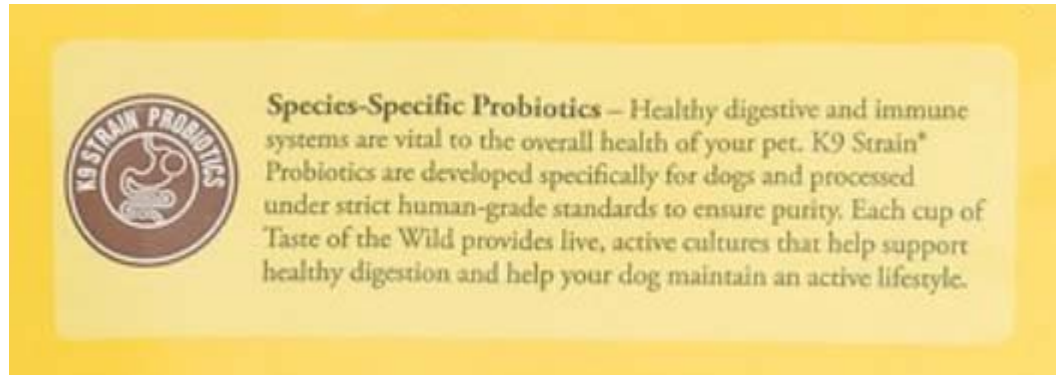 K9 STRAIN PROBIOTICS
Species-Specific Probiotics – Healthy digestive and immune
systems are vital to the overall health of your pet. K9 Strain®
Probiotics are developed specifically for dogs and processed
under strict human-grade standards to ensure purity. Each cup of
Taste of the Wild provides live, active cultures that help support
healthy digestion and help your dog maintain an active lifestyle.